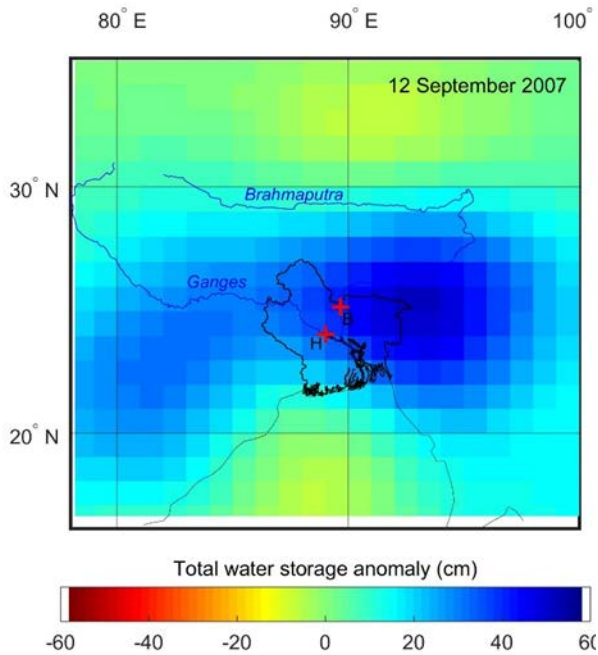 80° E 90° E 100°
12 September 2007
30° N
Brahmaputra
Ganges
B
H
20° N
Total water storage anomaly (cm)
-60 -40 -20 0 20 40 60